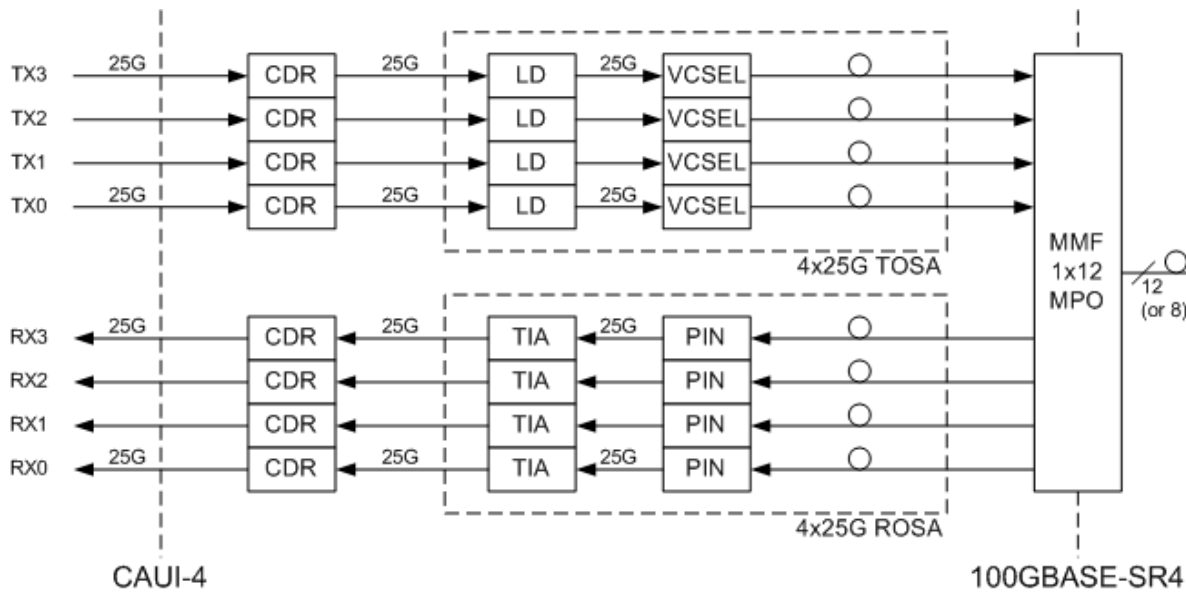 TX3 25G CDR 25G LD 25G VCSEL
TX2 CDR LD VCSEL
TX1 CDR LD VCSEL
TX0 25G CDR 25G LD 25G VCSEL
4x25G TOSA
MMF
1x12
MPO
12
(or 8)
RX3 25G CDR 25G TIA 25G PIN
RX2 CDR TIA PIN
RX1 CDR TIA PIN
RX0 25G CDR 25G TIA 25G PIN
4x25G ROSA
CAUI-4 100GBASE-SR4